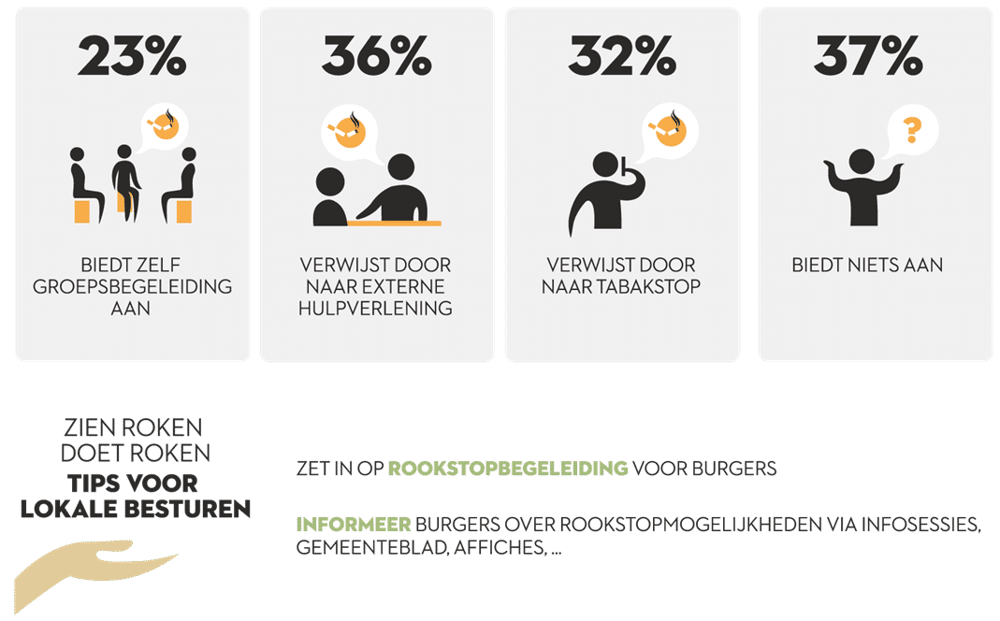 23%
BIEDT ZELF
GROEPSBEGELEIDING
AAN
36%
VERWIJST DOOR
NAAR EXTERNE
HULPVERLENING
32%
VERWIJST DOOR
NAAR TABAKSTOP
37%
?
BIEDT NIETS AAN
ZIEN ROKEN
DOET ROKEN
TIPS VOOR
LOKALE BESTUREN
ZET IN OP ROOKSTOPBEGELEIDING VOOR BURGERS
INFORMEER BURGERS OVER ROOKSTOPMOGELIJKHEDEN VIA INFOSESSIES,
GEMEENTEBLAD, AFFICHES, ...